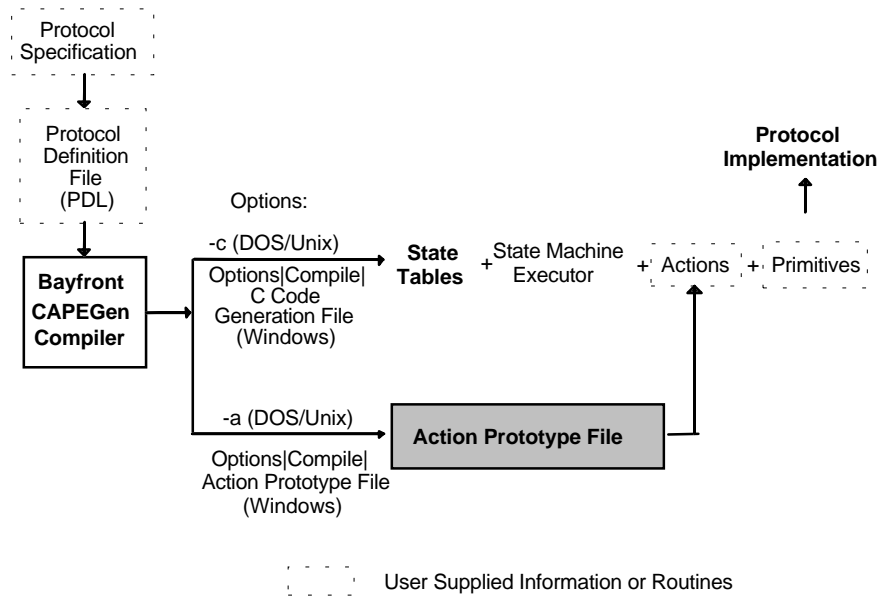 Protocol
Specification
Protocol
Definition
File
(PDL)
Bayfront
CAPEGen
Compiler
Options:
-c (DOS/Unix)
Options|Compile|
C Code
Generation File
(Windows)
State
Tables
+
State Machine
Executor
+
Actions
+
Primitives
Protocol
Implementation
-a (DOS/Unix)
Options|Compile|
Action Prototype File
(Windows)
Action Prototype File
User Supplied Information or Routines